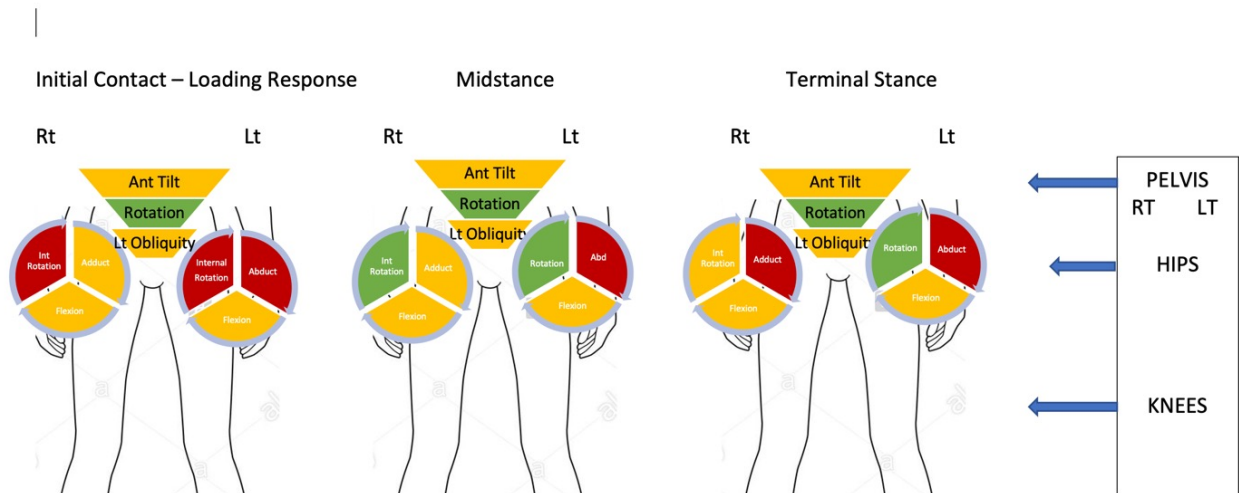 Initial Contact – Loading Response
Midstance
Terminal Stance
Rt
Lt
Ant Tilt
Rotation
Lt Obliquity
Int
Rotation
Adduct
Flexion
Internal
Rotation
Abduct
Flexion
Rt
Lt
Ant Tilt
Rotation
Lt Obliquity
Int
Rotation
Adduct
Flexion
Rotation
Abd
Flexion
Rt
Lt
Ant Tilt
Rotation
Lt Obliquity
Int
Rotation
Adduct
Flexion
Rotation
Abduct
Flexion
PELVIS
RT LT
HIPS
KNEES